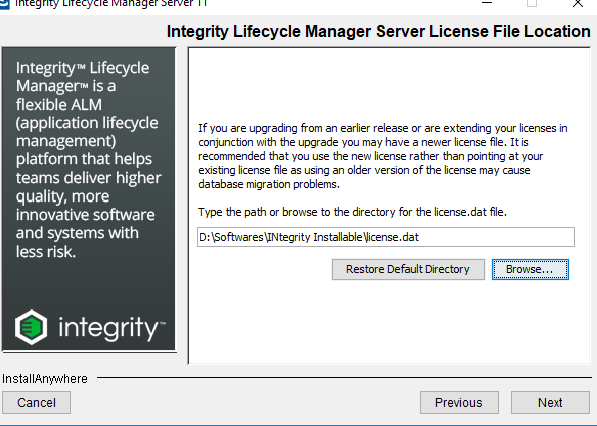 Integrity Lifecycle Manager Server 11
Integrity Lifecycle Manager Server License File Location
Integrity™ Lifecycle
Manager™ is a
flexible ALM
(application lifecycle
management)
platform that helps
teams deliver higher
quality, more
innovative software
and systems with
less risk.
integrity™
If you are upgrading from an earlier release or are extending your licenses in
conjunction with the upgrade you may have a newer license file. It is
recommended that you use the new license rather than pointing at your
existing license file as using an older version of the license may cause
database migration problems.
Type the path or browse to the directory for the license.dat file.
D:\Softwares\INtegrity Installable\license.dat
Restore Default Directory
Browse...
InstallAnywhere
Cancel
Previous
Next